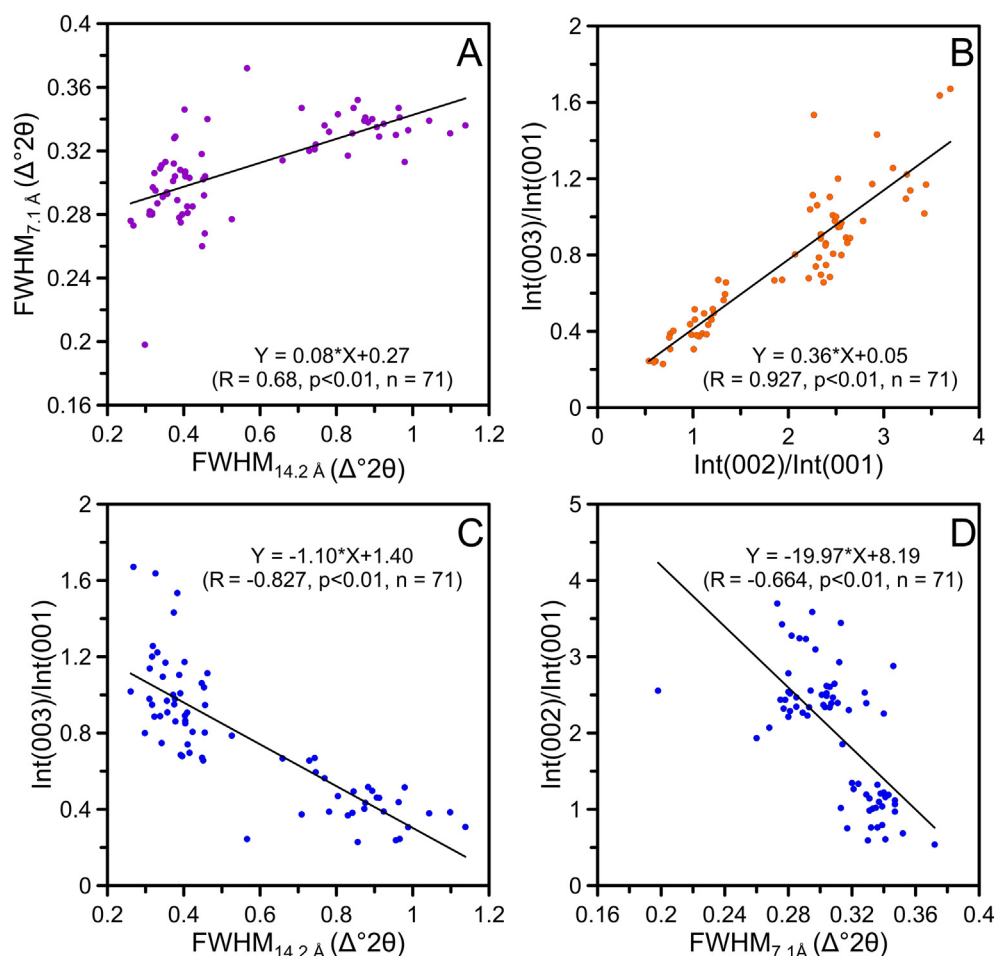 A
0.4
0.36
0.32
0.28
0.24
0.2
0.16
FWHM7.1 Å (Δ°2θ)
Y = 0.08*X+0.27
(R = 0.68, p<0.01, n = 71)
0.2 0.4 0.6 0.8 1 1.2
FWHM14.2 Å (Δ°2θ)
B
2
1.6
1.2
0.8
0.4
0
Int(003)/Int(001)
Y = 0.36*X+0.05
(R = 0.927, p<0.01, n = 71)
0 1 2 3 4
Int(002)/Int(001)
C
2
1.6
1.2
0.8
0.4
0
Int(003)/Int(001)
Y = -1.10*X+1.40
(R = -0.827, p<0.01, n = 71)
0.2 0.4 0.6 0.8 1 1.2
FWHM14.2 Å (Δ°2θ)
D
5
4
3
2
1
0
Int(002)/Int(001)
Y = -19.97*X+8.19
(R = -0.664, p<0.01, n = 71)
0.16 0.2 0.24 0.28 0.32 0.36 0.4
FWHM7.1Å (Δ°2θ)